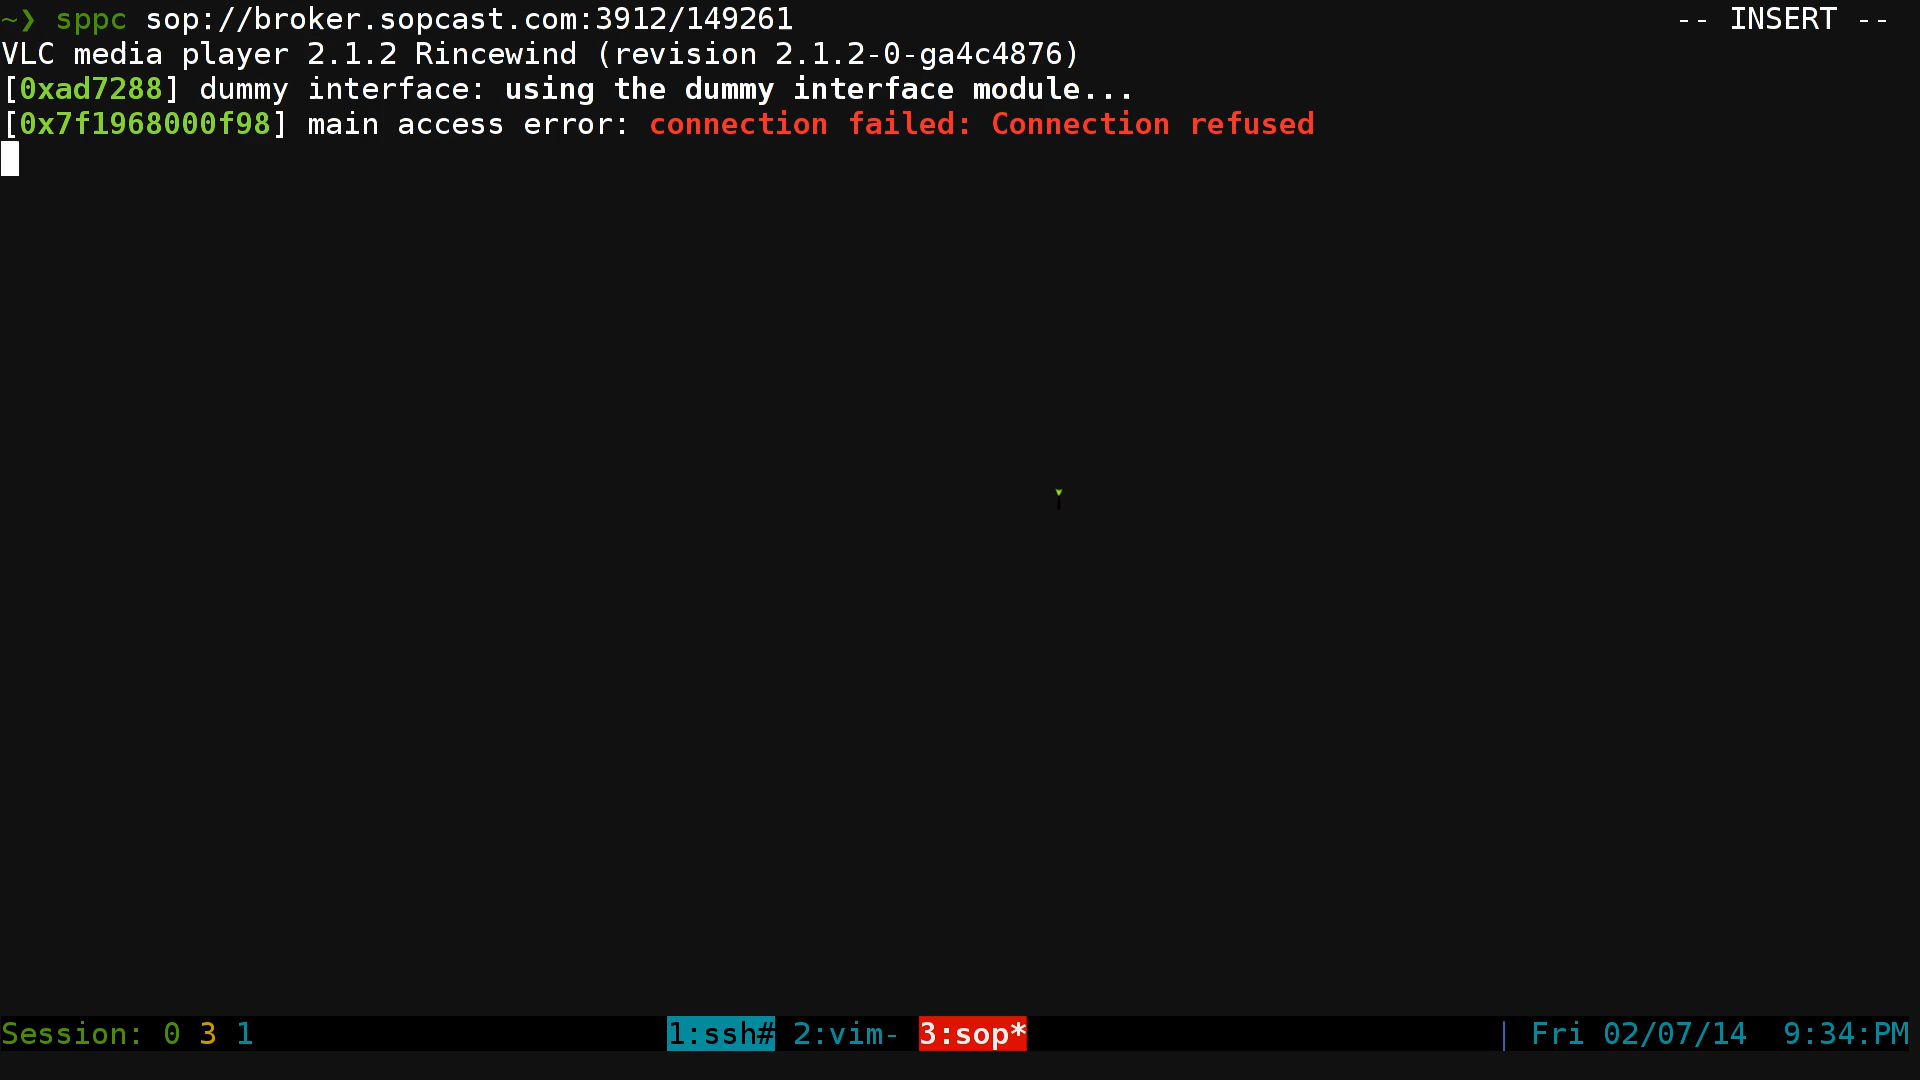 ~❯ sppc sop://broker.sopcast.com:3912/149261 -- INSERT --
VLC media player 2.1.2 Rincewind (revision 2.1.2-0-ga4c4876)
[0xad7288] dummy interface: using the dummy interface module...
[0x7f1968000f98] main access error: connection failed: Connection refused
Session: 0 3 1 1:ssh# 2:vim- 3:sop* | Fri 02/07/14 9:34:PM